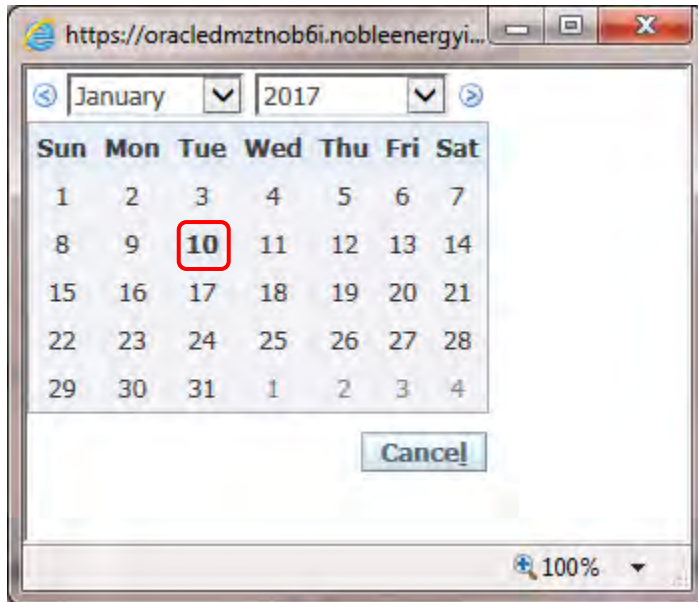 https://oracledmztnob6i.nobleenergyi...
January 2017
Sun Mon Tue Wed Thu Fri Sat
1 2 3 4 5 6 7
8 9 10 11 12 13 14
15 16 17 18 19 20 21
22 23 24 25 26 27 28
29 30 31 1 2 3 4
Cancel
100%